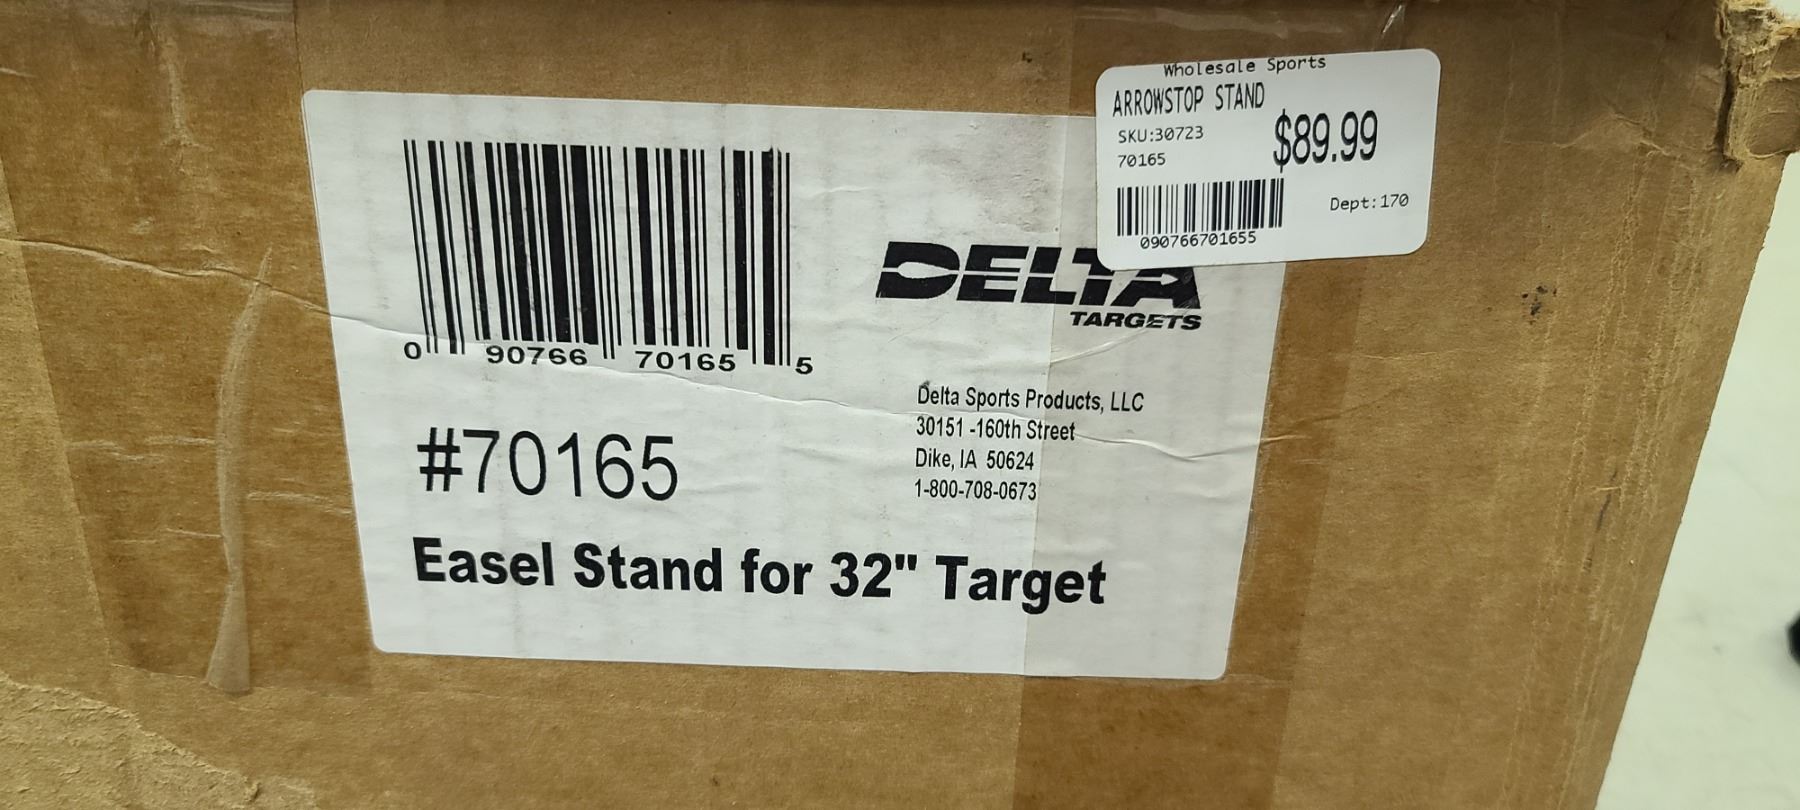 Wholesale Sports
ARROWSTOP STAND
SKU:30723
70165
$89.99
Dept:170
090766701655
0 90766 70165 5
DELTA
TARGETS
Delta Sports Products, LLC
30151 -160th Street
Dike, IA 50624
1-800-708-0673
#70165
Easel Stand for 32" Target